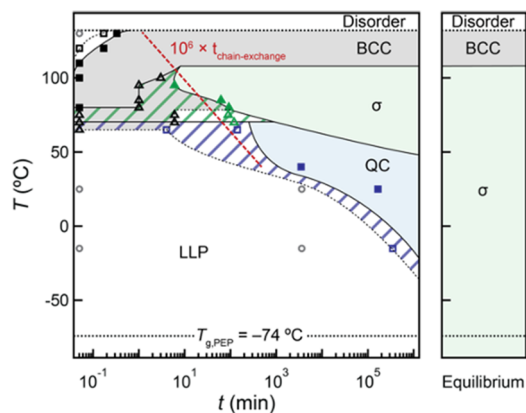 Disorder
BCC
10⁶ × t_chain-exchange
σ
QC
LLP
T_g,PEP = –74 ºC
100
50
0
-50
T (ºC)
10⁻¹ 10¹ 10³ 10⁵
t (min)
Disorder
BCC
σ
Equilibrium